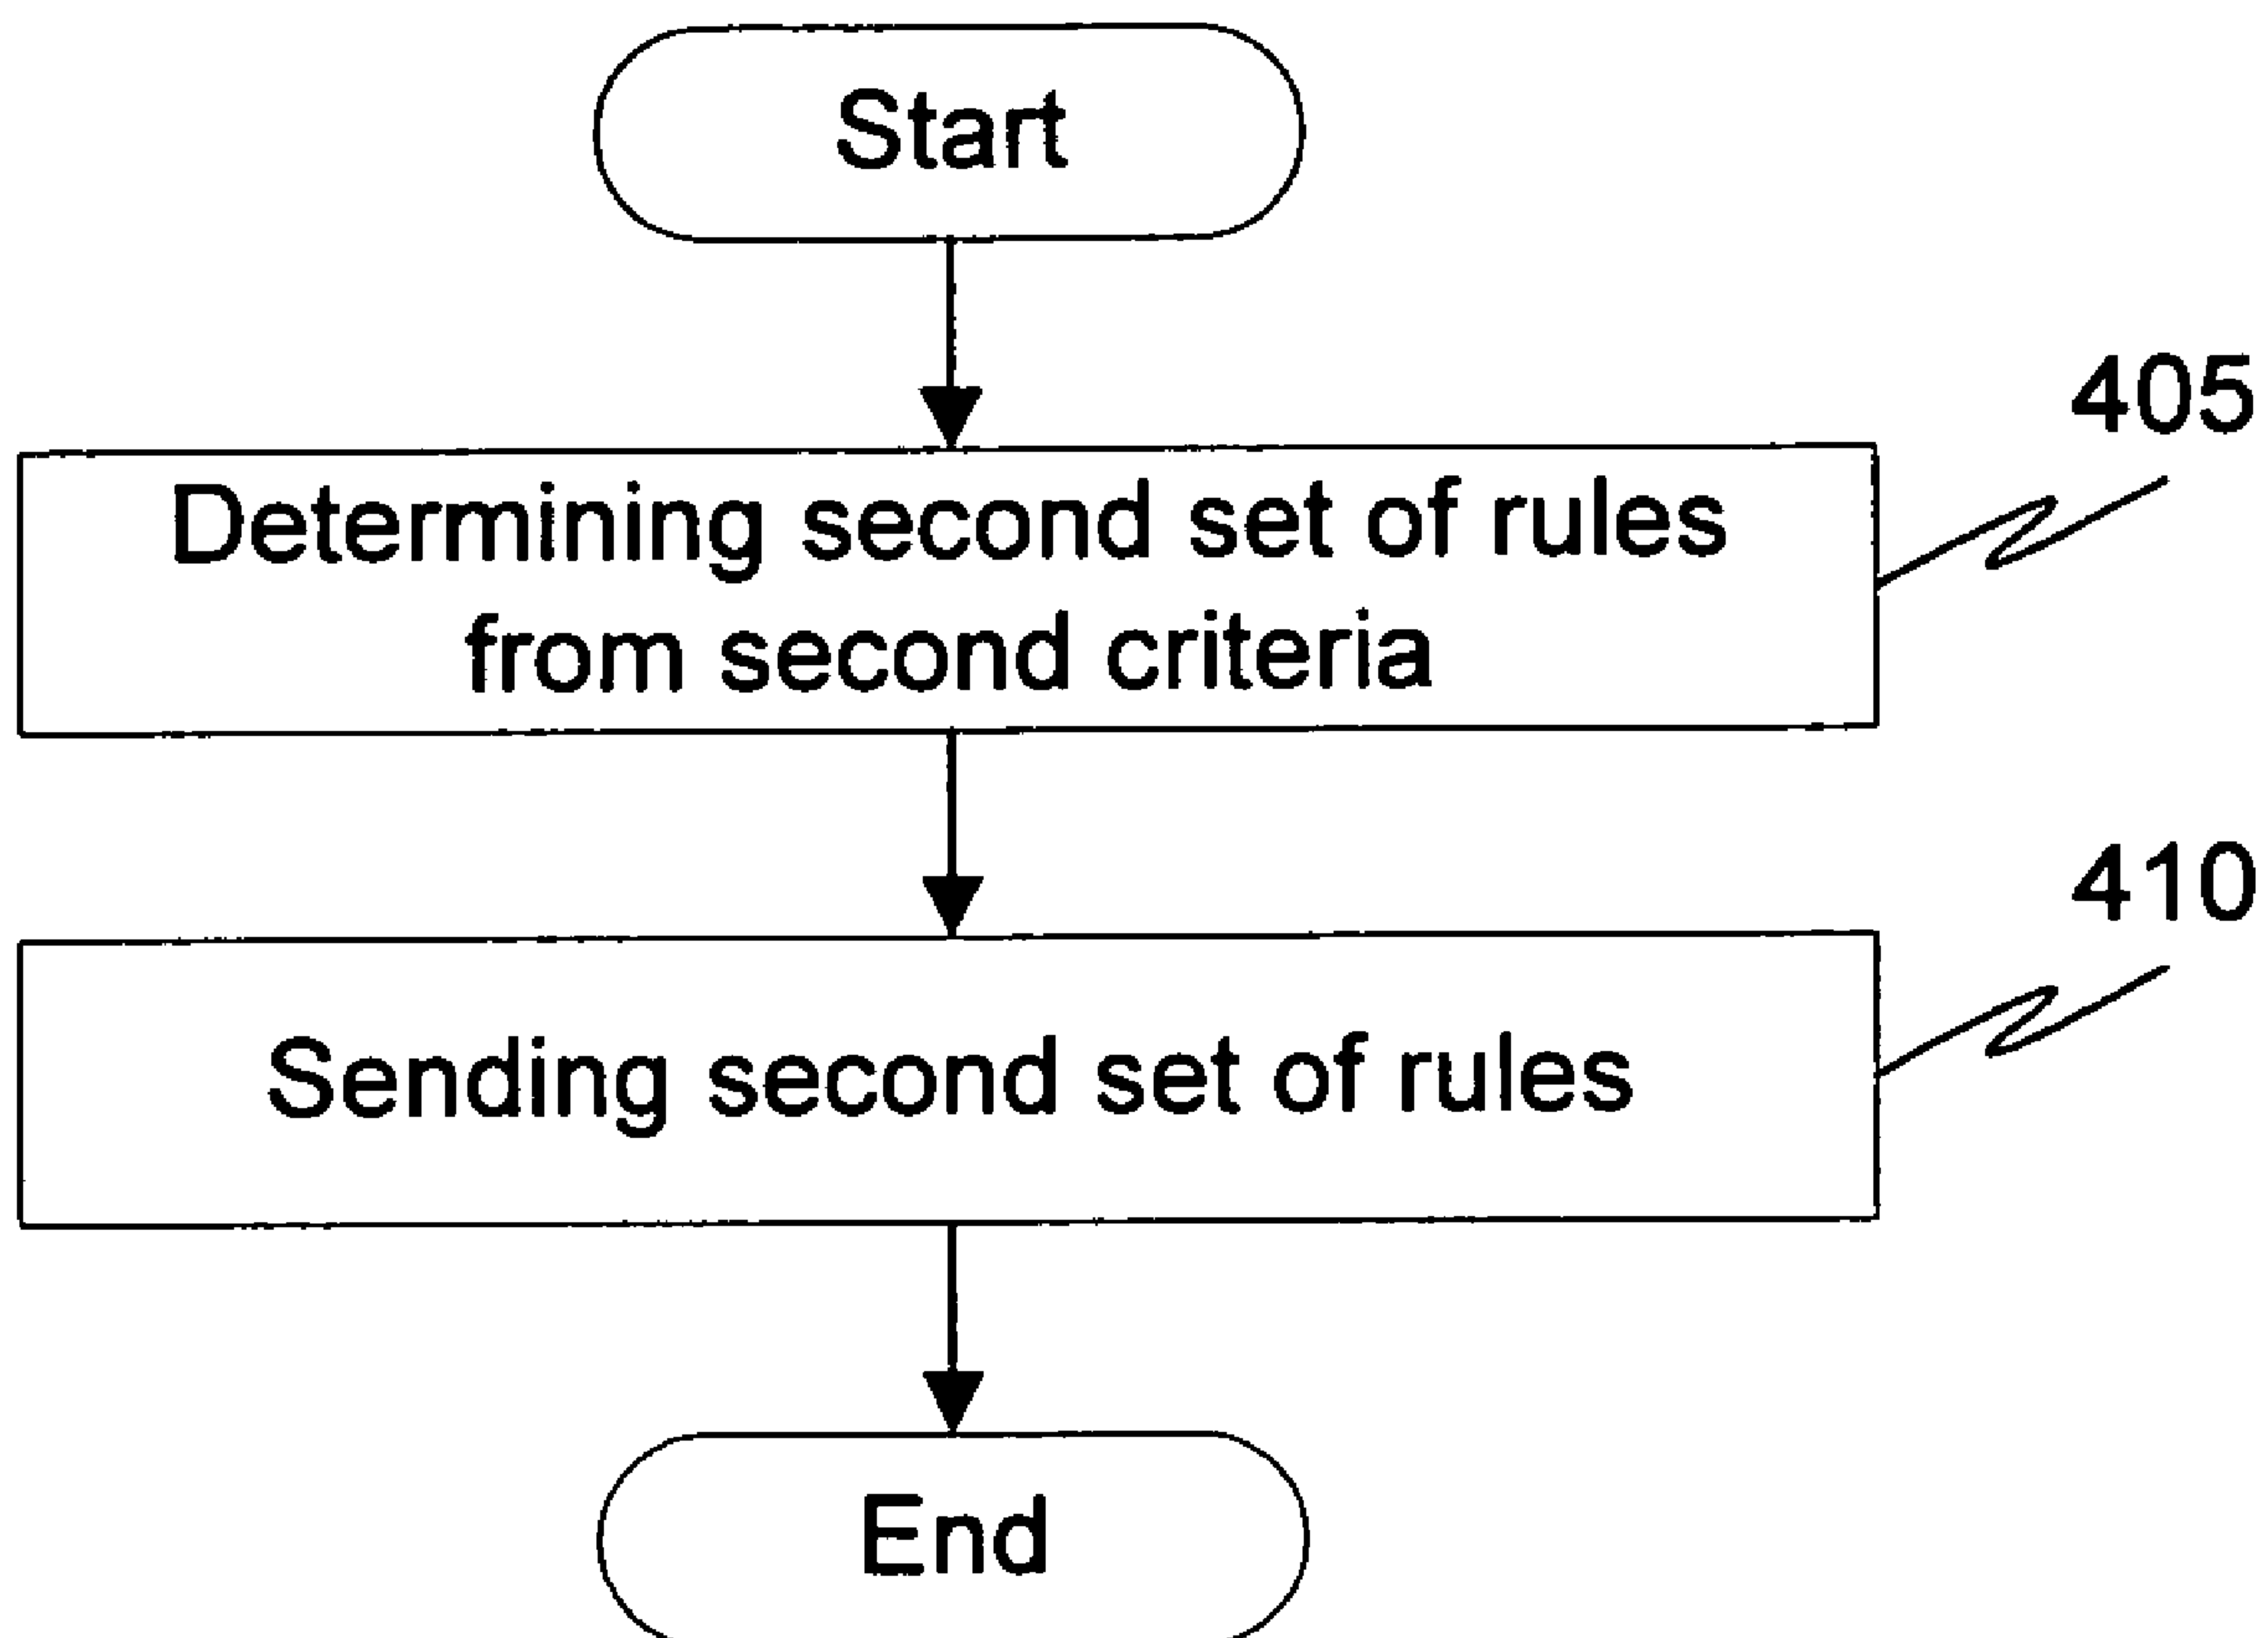 Start
405
Determining second set of rules
from second criteria
410
Sending second set of rules
End